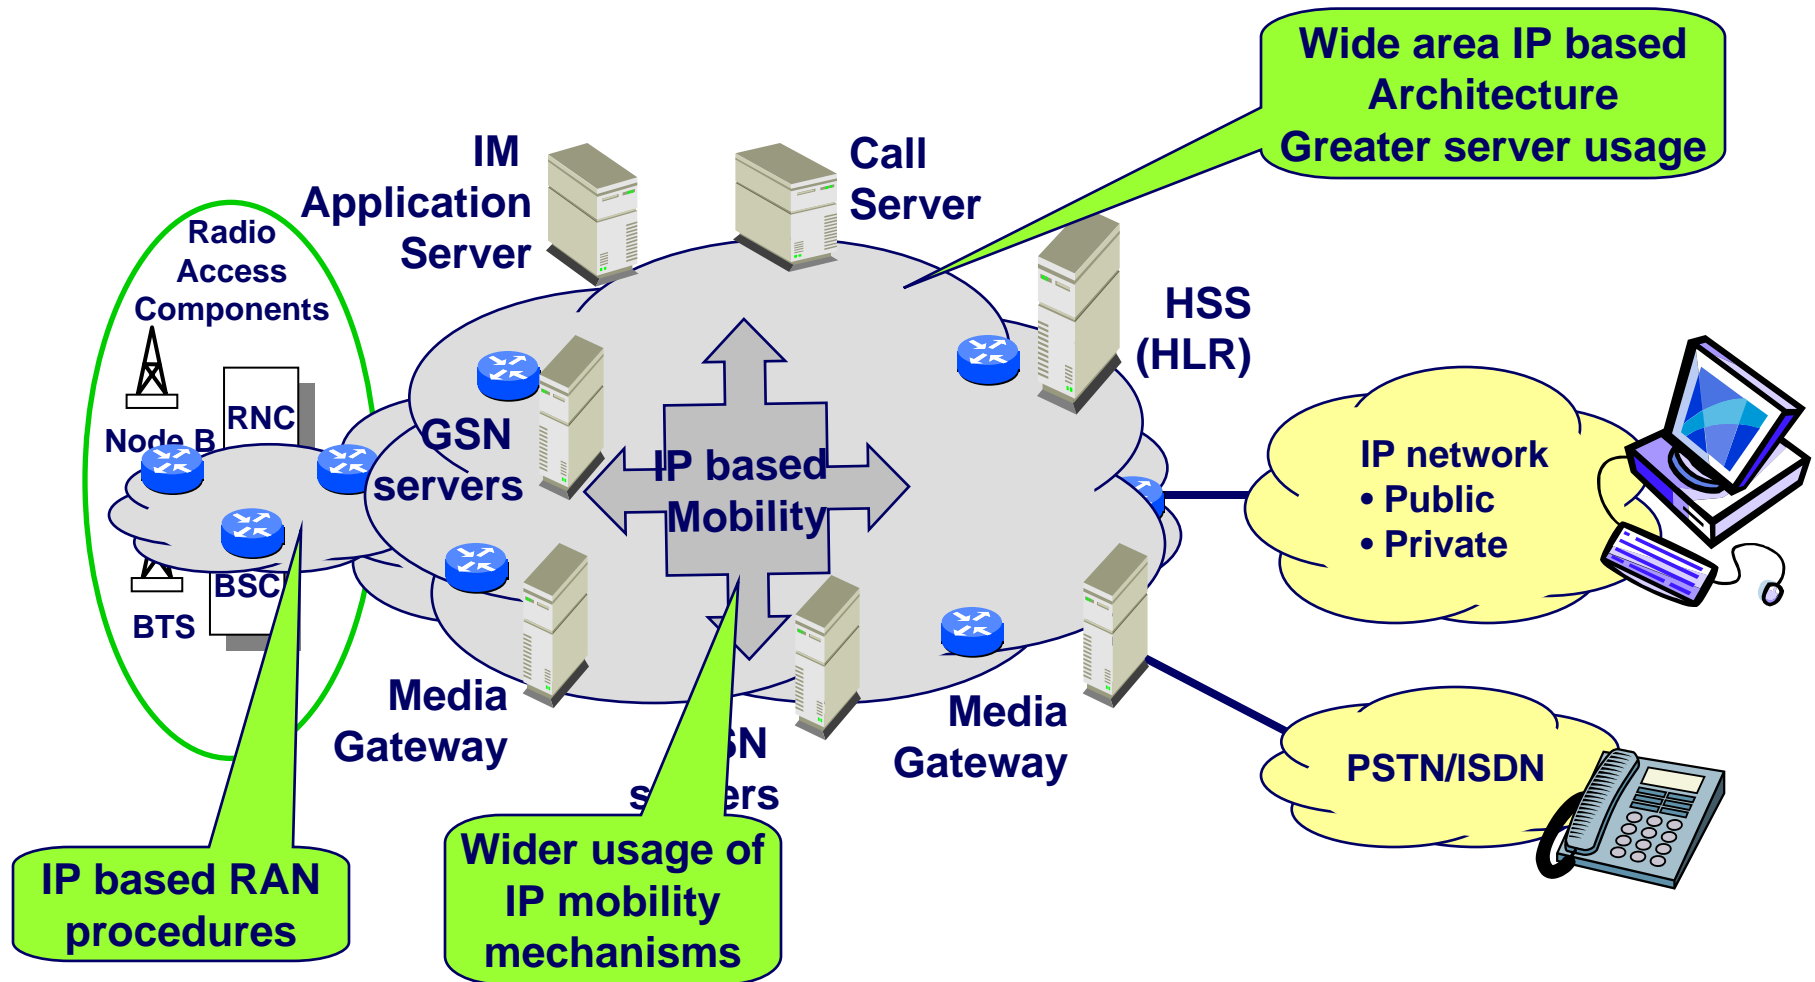 Wide area IP based
Architecture
Greater server usage
IM
Application
Server
Call
Server
Radio
Access
Components
HSS
(HLR)
RNC
Node B
GSN
servers
IP based
Mobility
IP network
• Public
• Private
BSC
BTS
Media
Gateway
Media
Gateway
SN
PSTN/ISDN
IP based RAN
procedures
Wider usage of
IP mobility
mechanisms